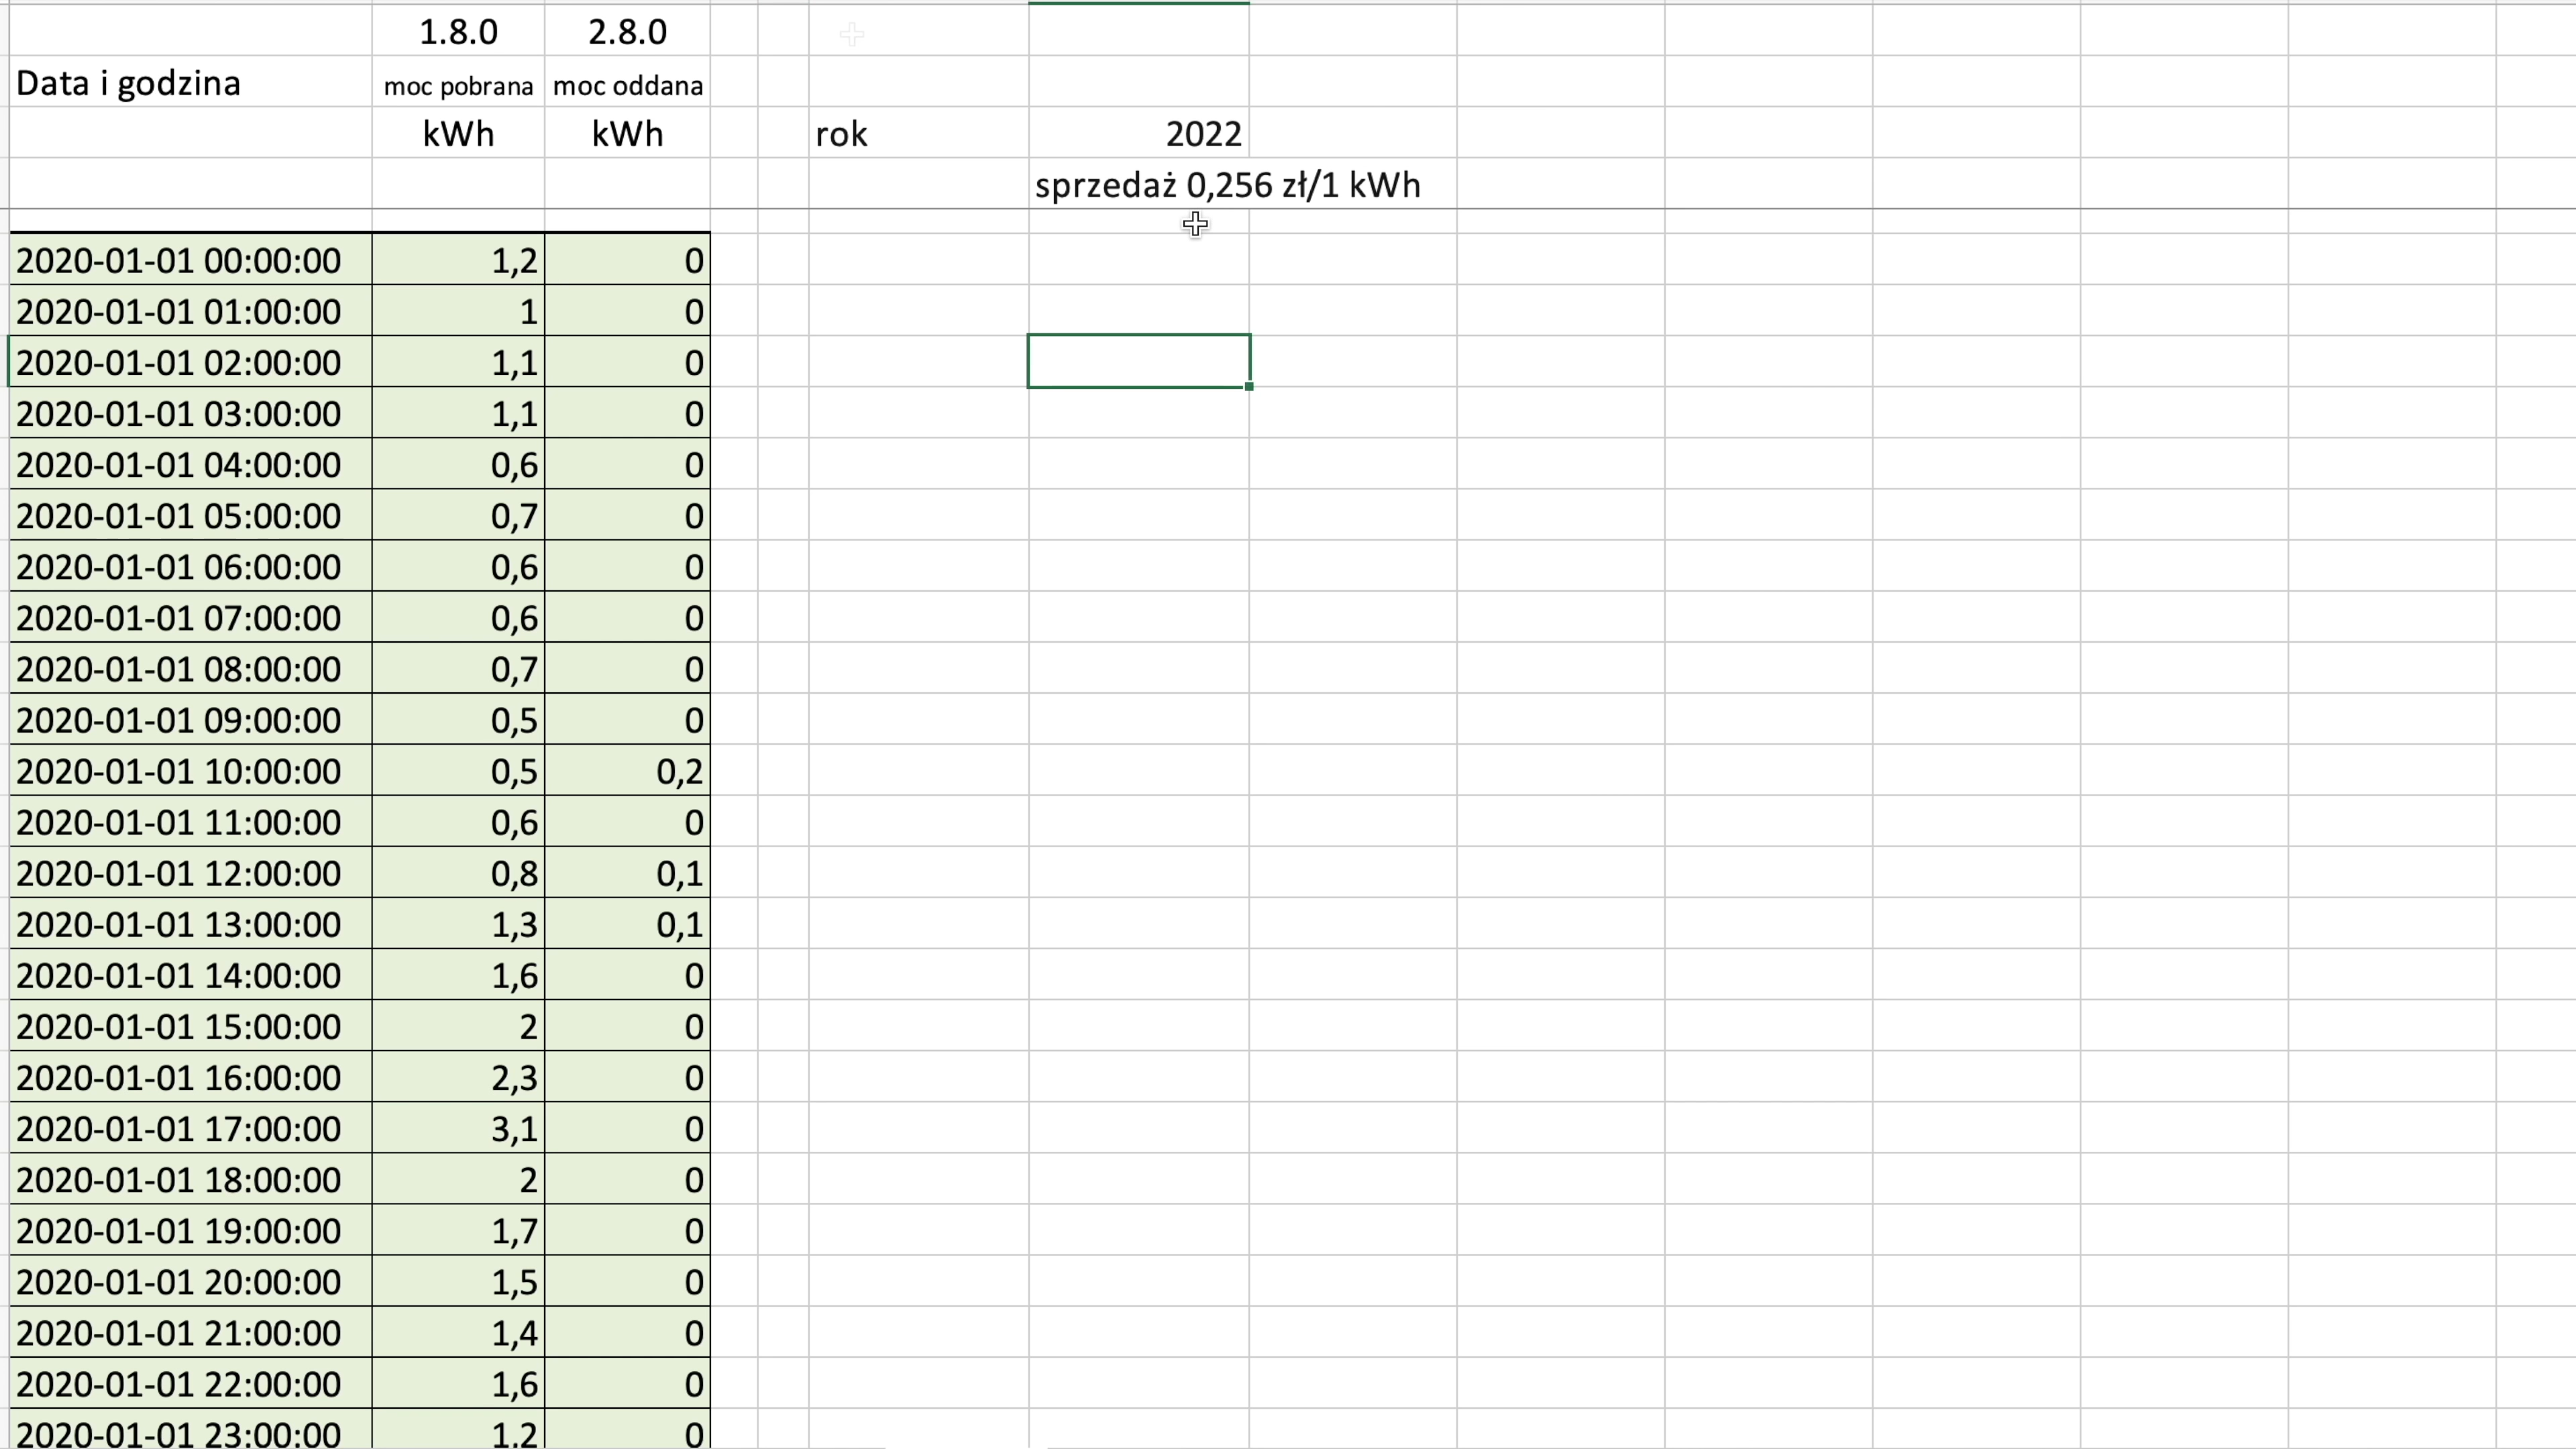 1.8.0 2.8.0
Data i godzina moc pobrana moc oddana
kWh kWh rok 2022
sprzedaż 0,256 zł/1 kWh
2020-01-01 00:00:00 1,2 0
2020-01-01 01:00:00 1 0
2020-01-01 02:00:00 1,1 0
2020-01-01 03:00:00 1,1 0
2020-01-01 04:00:00 0,6 0
2020-01-01 05:00:00 0,7 0
2020-01-01 06:00:00 0,6 0
2020-01-01 07:00:00 0,6 0
2020-01-01 08:00:00 0,7 0
2020-01-01 09:00:00 0,5 0
2020-01-01 10:00:00 0,5 0,2
2020-01-01 11:00:00 0,6 0
2020-01-01 12:00:00 0,8 0,1
2020-01-01 13:00:00 1,3 0,1
2020-01-01 14:00:00 1,6 0
2020-01-01 15:00:00 2 0
2020-01-01 16:00:00 2,3 0
2020-01-01 17:00:00 3,1 0
2020-01-01 18:00:00 2 0
2020-01-01 19:00:00 1,7 0
2020-01-01 20:00:00 1,5 0
2020-01-01 21:00:00 1,4 0
2020-01-01 22:00:00 1,6 0
2020-01-01 23:00:00 1,2 0